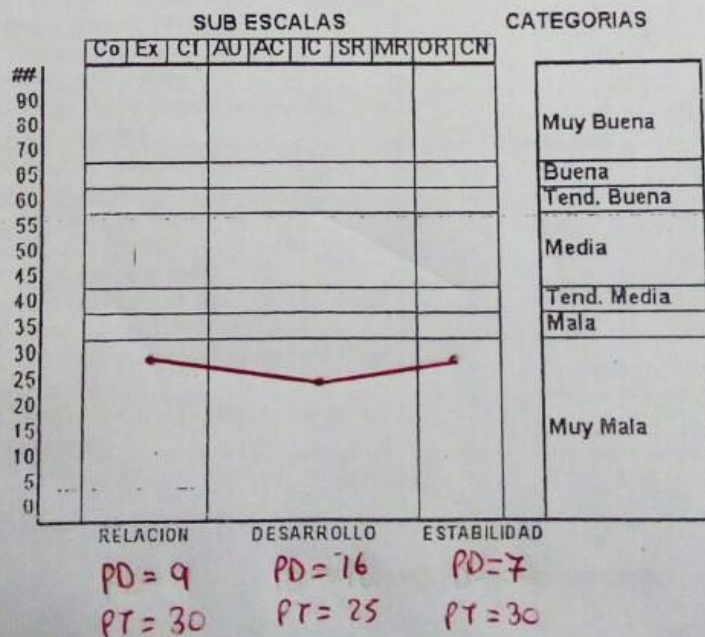 SUB ESCALAS CATEGORIAS
Co Ex CT AU AC IC SR MR OR CN
##
90
80
70
65
60
55
50
45
40
35
30
25
20
15
10
5
0
Muy Buena
Buena
Tend. Buena
Media
Tend. Media
Mala
Muy Mala
RELACION DESARROLLO ESTABILIDAD
PD = 9 PD = 16 PD = 7
PT = 30 PT = 25 PT = 30